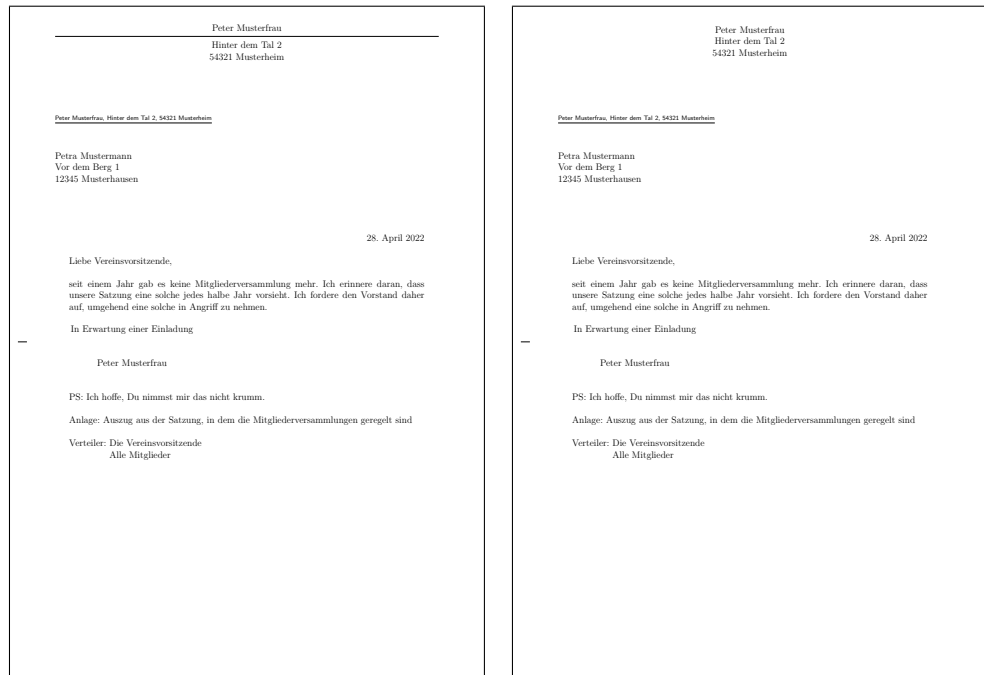 Peter Musterfrau
Hinter dem Tal 2
54321 Musterheim
Peter Musterfrau, Hinter dem Tal 2, 54321 Musterheim
Petra Mustermann
Vor dem Berg 1
12345 Musterhausen
28. April 2022
Liebe Vereinsvorsitzende,
seit einem Jahr gab es keine Mitgliederversammlung mehr. Ich erinnere daran, dass
unsere Satzung eine solche jedes halbe Jahr vorsieht. Ich fordere den Vorstand daher
auf, umgehend eine solche in Angriff zu nehmen.
In Erwartung einer Einladung
Peter Musterfrau
PS: Ich hoffe, Du nimmst mir das nicht krumm.
Anlage: Auszug aus der Satzung, in dem die Mitgliederversammlungen geregelt sind
Verteiler: Die Vereinsvorsitzende
Alle Mitglieder
Peter Musterfrau
Hinter dem Tal 2
54321 Musterheim
Peter Musterfrau, Hinter dem Tal 2, 54321 Musterheim
Petra Mustermann
Vor dem Berg 1
12345 Musterhausen
28. April 2022
Liebe Vereinsvorsitzende,
seit einem Jahr gab es keine Mitgliederversammlung mehr. Ich erinnere daran, dass
unsere Satzung eine solche jedes halbe Jahr vorsieht. Ich fordere den Vorstand daher
auf, umgehend eine solche in Angriff zu nehmen.
In Erwartung einer Einladung
Peter Musterfrau
PS: Ich hoffe, Du nimmst mir das nicht krumm.
Anlage: Auszug aus der Satzung, in dem die Mitgliederversammlungen geregelt sind
Verteiler: Die Vereinsvorsitzende
Alle Mitglieder